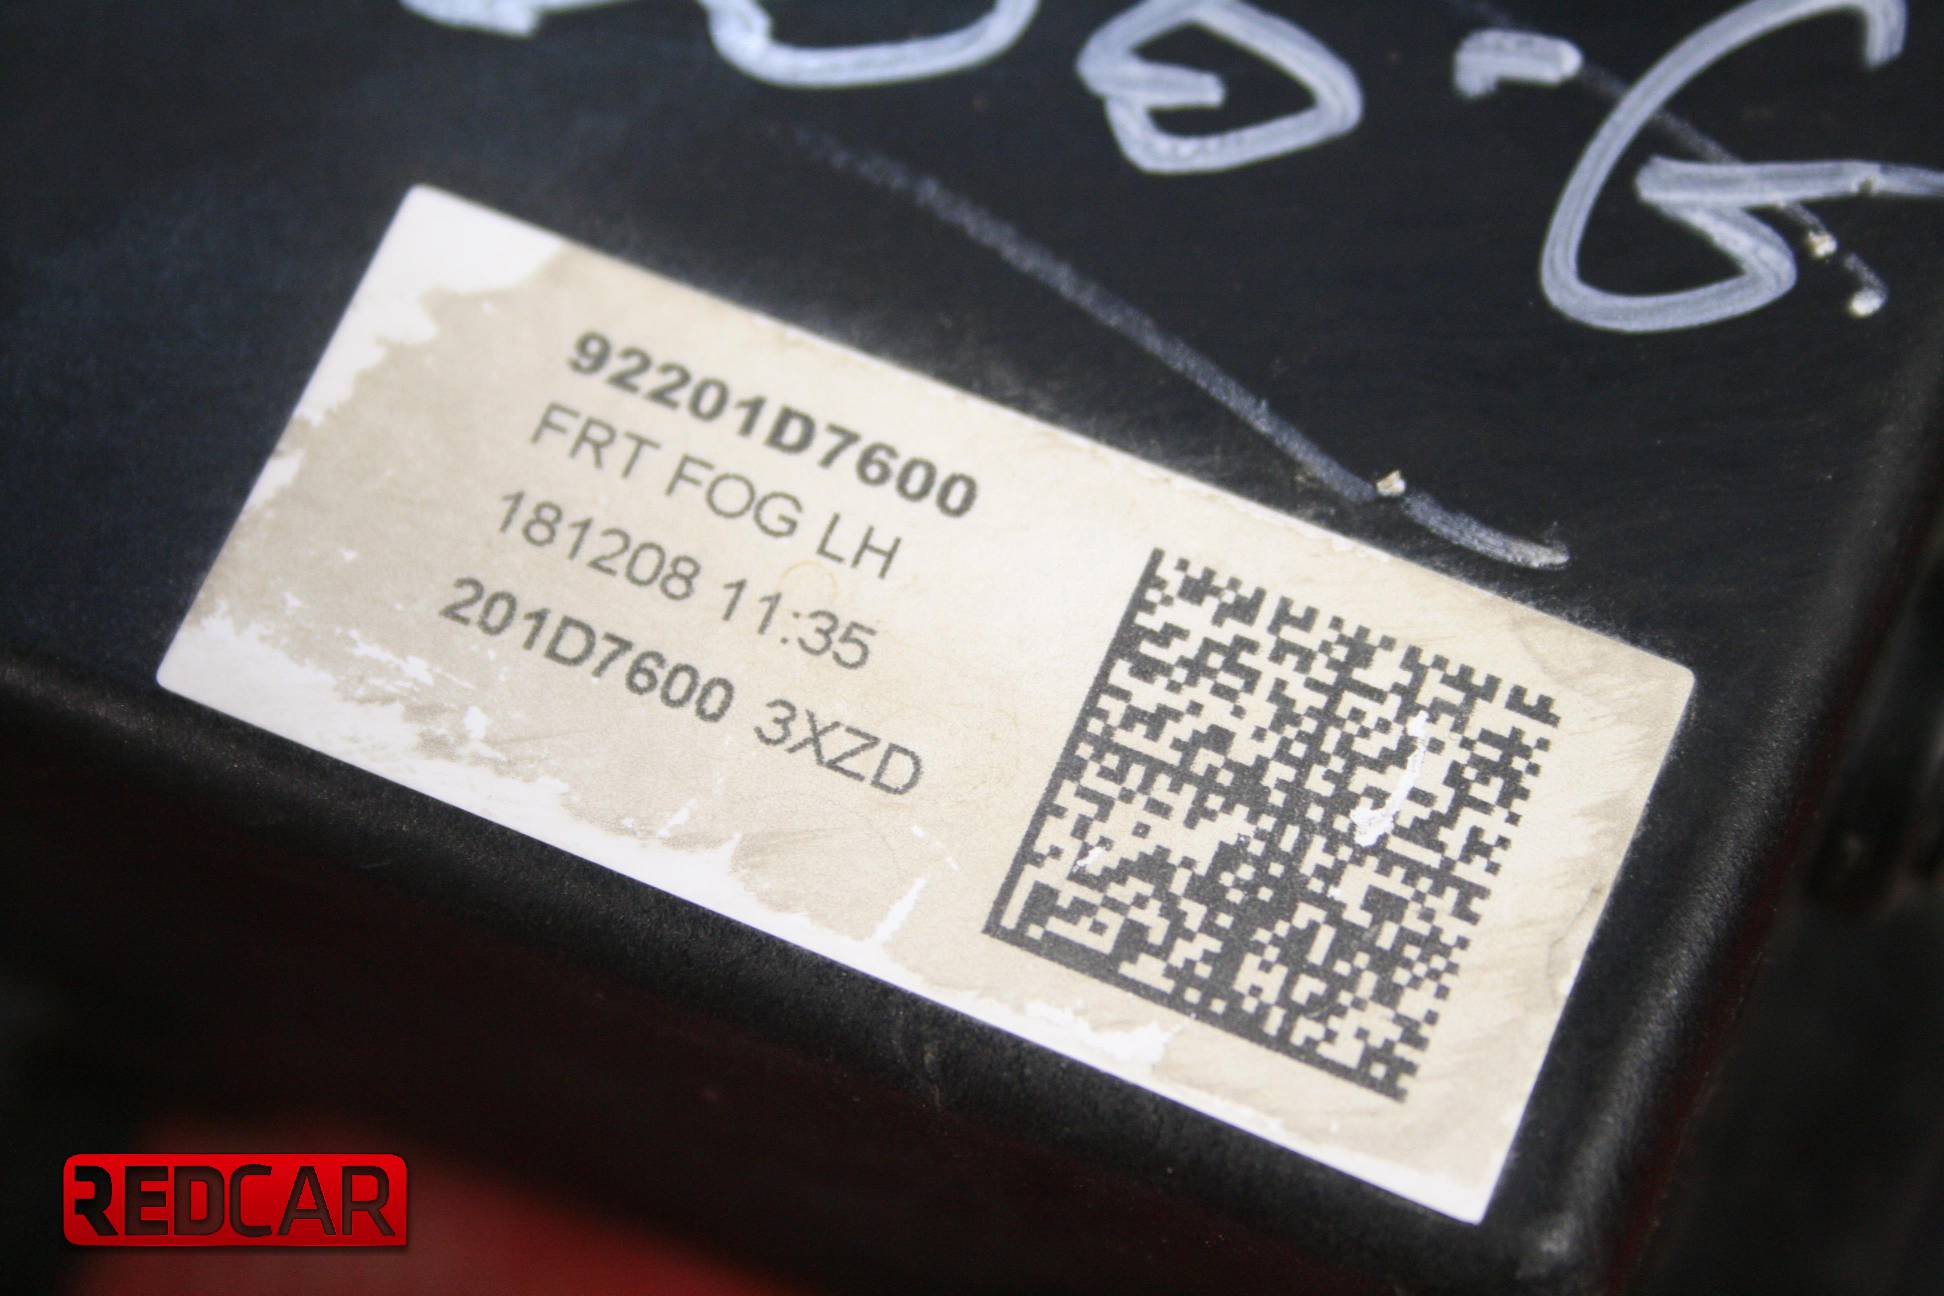 92201D7600
FRT FOG LH
181208 11:35
201D7600 3XZD
REDCAR